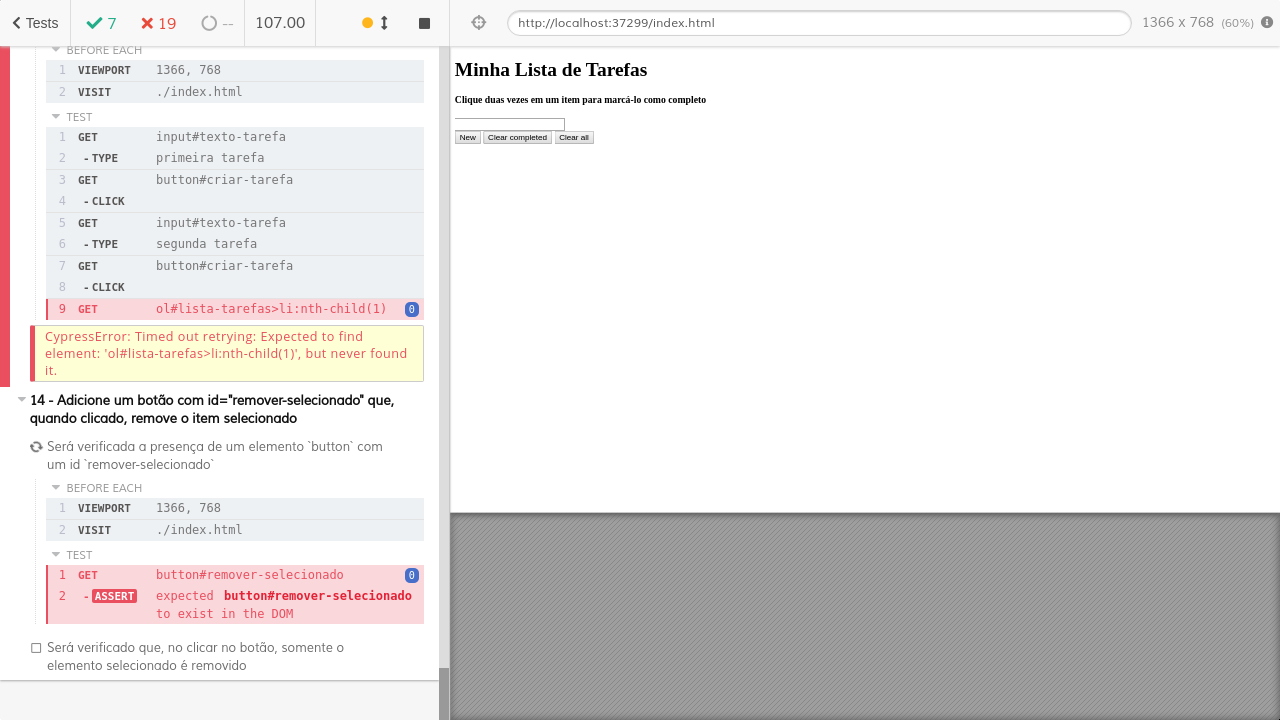 Tests 7 19 -- 107.00 http://localhost:37299/index.html 1366 x 768 (60%)
BEFORE EACH
1 VIEWPORT 1366, 768
2 VISIT ./index.html
TEST
1 GET input#texto-tarefa
2 - TYPE primeira tarefa
3 GET button#criar-tarefa
4 - CLICK
5 GET input#texto-tarefa
6 - TYPE segunda tarefa
7 GET button#criar-tarefa
8 - CLICK
9 GET ol#lista-tarefas>li:nth-child(1) 0
CypressError: Timed out retrying: Expected to find
element: 'ol#lista-tarefas>li:nth-child(1)', but never found
it.
14 - Adicione um botão com id="remover-selecionado" que,
quando clicado, remove o item selecionado
Será verificada a presença de um elemento `button` com
um id `remover-selecionado`
BEFORE EACH
1 VIEWPORT 1366, 768
2 VISIT ./index.html
TEST
1 GET button#remover-selecionado 0
2 - ASSERT expected button#remover-selecionado
to exist in the DOM
Será verificado que, no clicar no botão, somente o
elemento selecionado é removido
Minha Lista de Tarefas
Clique duas vezes em um item para marcá-lo como completo
New Clear completed Clear all